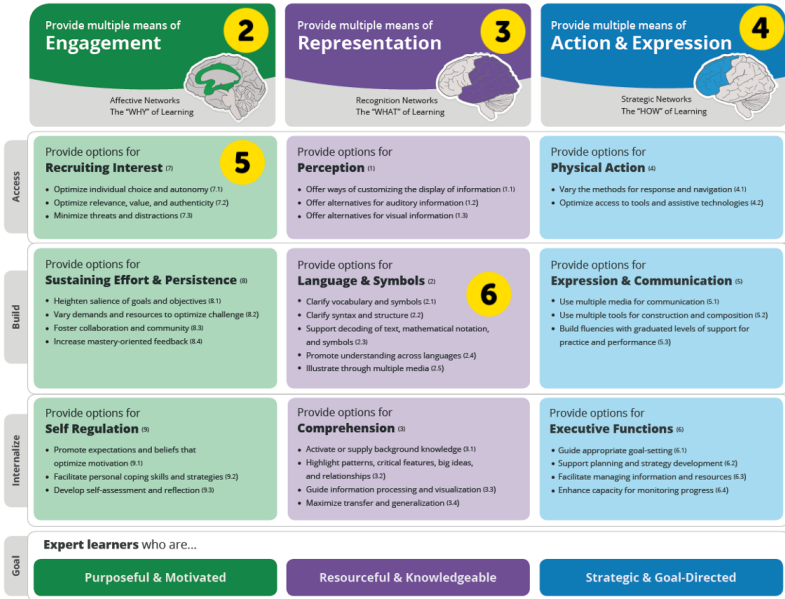 Provide multiple means of
Engagement
2
Affective Networks
The "WHY" of Learning
Provide multiple means of
Representation
3
Recognition Networks
The "WHAT" of Learning
Provide multiple means of
Action & Expression
4
Strategic Networks
The "HOW" of Learning
Access
Provide options for
Recruiting Interest (7)
5
• Optimize individual choice and autonomy (7.1)
• Optimize relevance, value, and authenticity (7.2)
• Minimize threats and distractions (7.3)
Provide options for
Perception (1)
• Offer ways of customizing the display of information (1.1)
• Offer alternatives for auditory information (1.2)
• Offer alternatives for visual information (1.3)
Provide options for
Physical Action (4)
• Vary the methods for response and navigation (4.1)
• Optimize access to tools and assistive technologies (4.2)
Build
Provide options for
Sustaining Effort & Persistence (8)
• Heighten salience of goals and objectives (8.1)
• Vary demands and resources to optimize challenge (8.2)
• Foster collaboration and community (8.3)
• Increase mastery-oriented feedback (8.4)
Provide options for
Language & Symbols (2)
6
• Clarify vocabulary and symbols (2.1)
• Clarify syntax and structure (2.2)
• Support decoding of text, mathematical notation,
and symbols (2.3)
• Promote understanding across languages (2.4)
• Illustrate through multiple media (2.5)
Provide options for
Expression & Communication (5)
• Use multiple media for communication (5.1)
• Use multiple tools for construction and composition (5.2)
• Build fluencies with graduated levels of support for
practice and performance (5.3)
Internalize
Provide options for
Self Regulation (9)
• Promote expectations and beliefs that
optimize motivation (9.1)
• Facilitate personal coping skills and strategies (9.2)
• Develop self-assessment and reflection (9.3)
Provide options for
Comprehension (3)
• Activate or supply background knowledge (3.1)
• Highlight patterns, critical features, big ideas,
and relationships (3.2)
• Guide information processing and visualization (3.3)
• Maximize transfer and generalization (3.4)
Provide options for
Executive Functions (6)
• Guide appropriate goal-setting (6.1)
• Support planning and strategy development (6.2)
• Facilitate managing information and resources (6.3)
• Enhance capacity for monitoring progress (6.4)
Goal
Expert learners who are...
Purposeful & Motivated
Resourceful & Knowledgeable
Strategic & Goal-Directed